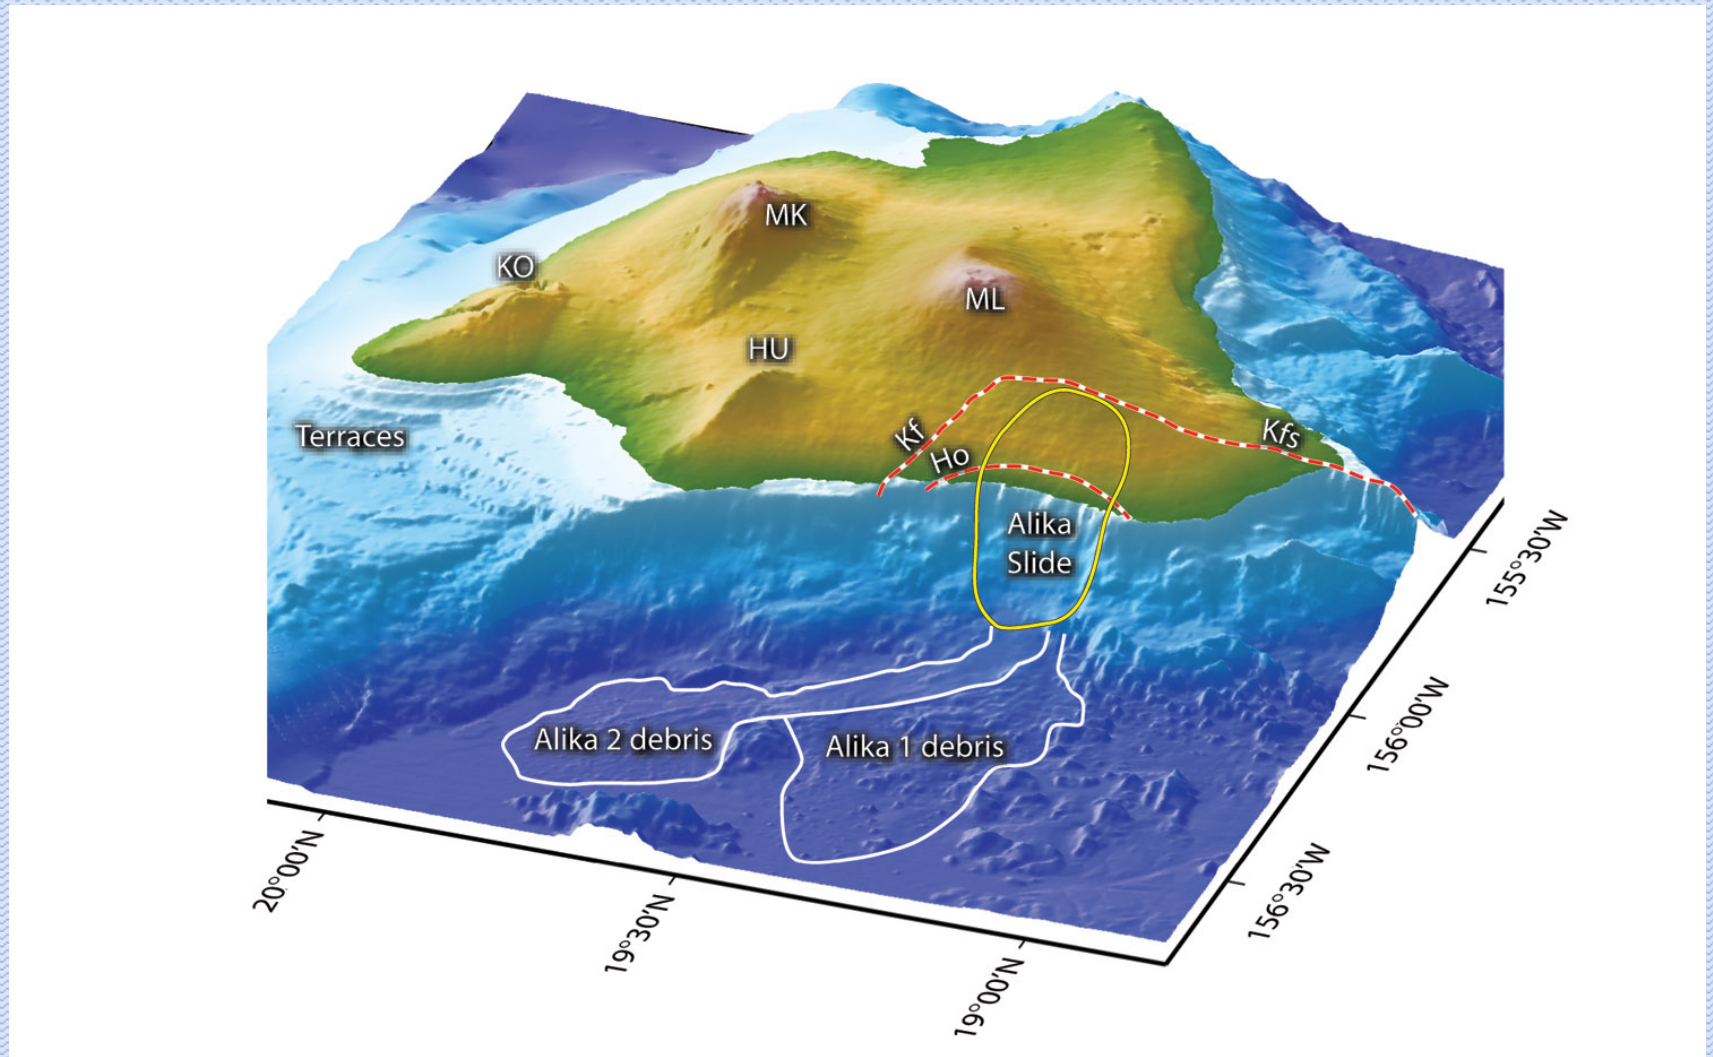 MK
KO
ML
HU
Terraces
Kf
Kfs
Ho
Alika
Slide
Alika 2 debris
Alika 1 debris
20°00'N
19°30'N
19°00'N
155°30'W
156°00'W
156°30'W